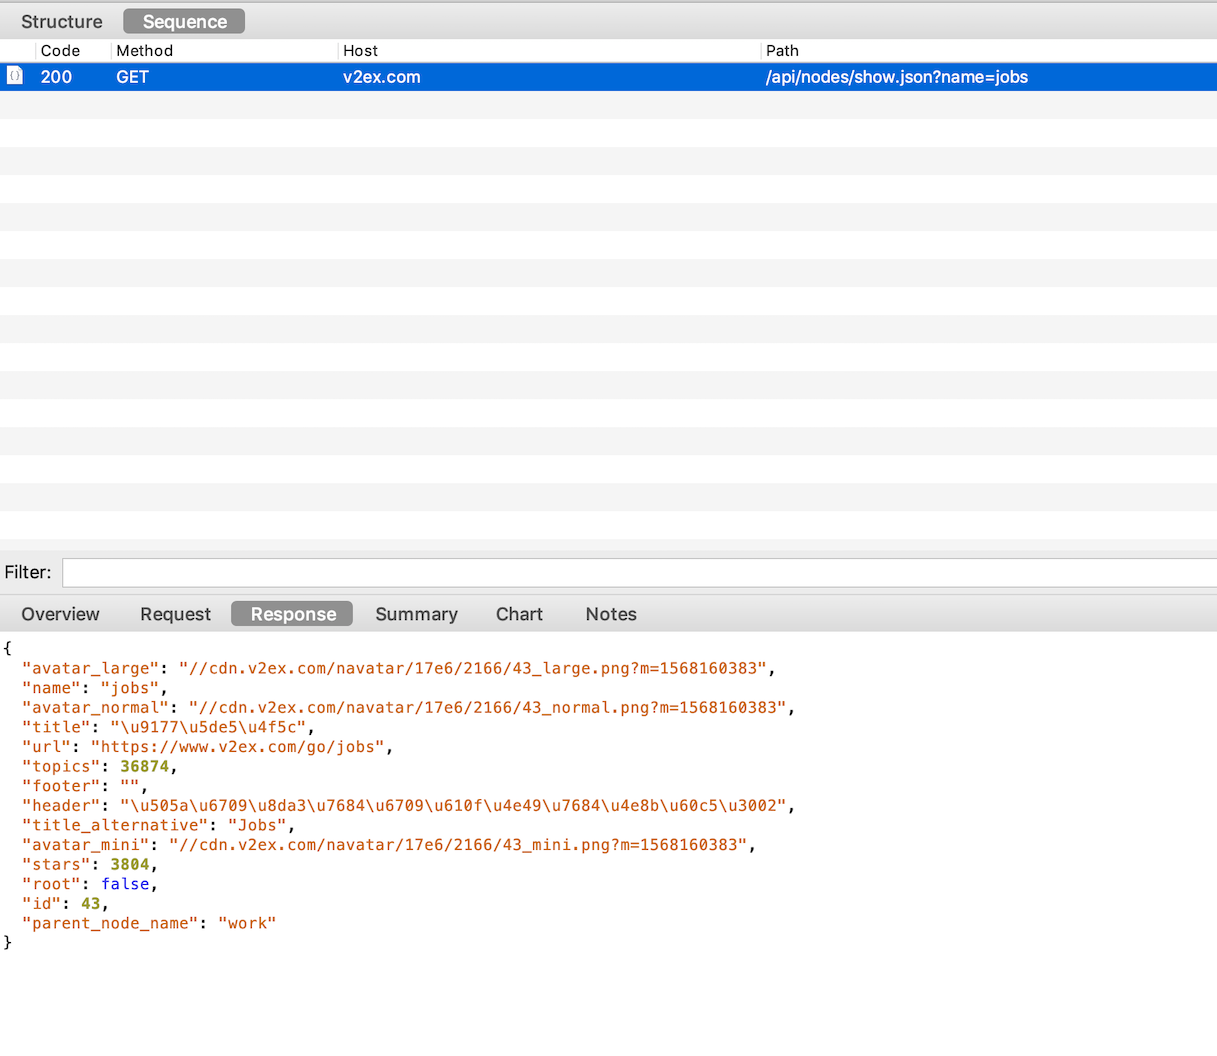 Structure Sequence
Code Method Host Path
{} 200 GET v2ex.com /api/nodes/show.json?name=jobs
Filter:
Overview Request Response Summary Chart Notes
{
"avatar_large": "//cdn.v2ex.com/navatar/17e6/2166/43_large.png?m=1568160383",
"name": "jobs",
"avatar_normal": "//cdn.v2ex.com/navatar/17e6/2166/43_normal.png?m=1568160383",
"title": "\u9177\u5de5\u4f5c",
"url": "https://www.v2ex.com/go/jobs",
"topics": 36874,
"footer": "",
"header": "\u505a\u6709\u8da3\u7684\u6709\u610f\u4e49\u7684\u4e8b\u60c5\u3002",
"title_alternative": "Jobs",
"avatar_mini": "//cdn.v2ex.com/navatar/17e6/2166/43_mini.png?m=1568160383",
"stars": 3804,
"root": false,
"id": 43,
"parent_node_name": "work"
}